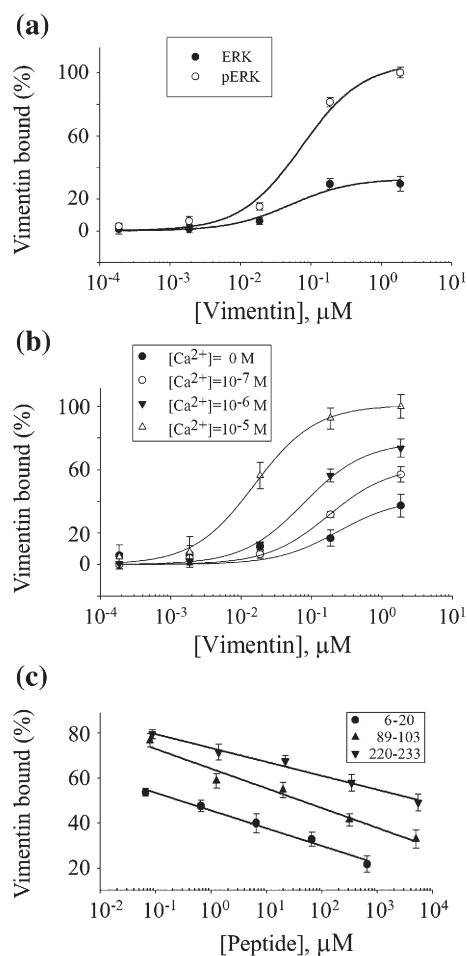 (a)
ERK
pERK
Vimentin bound (%)
100
60
20
0
10-4 10-3 10-2 10-1 100 101
[Vimentin], μM
(b)
[Ca2+]= 0 M
[Ca2+]=10-7 M
[Ca2+]=10-6 M
[Ca2+]=10-5 M
Vimentin bound (%)
100
60
20
0
10-4 10-3 10-2 10-1 100 101
[Vimentin], μM
(c)
6-20
89-103
220-233
Vimentin bound (%)
80
60
40
20
10-2 10-1 100 101 102 103 104
[Peptide], μM